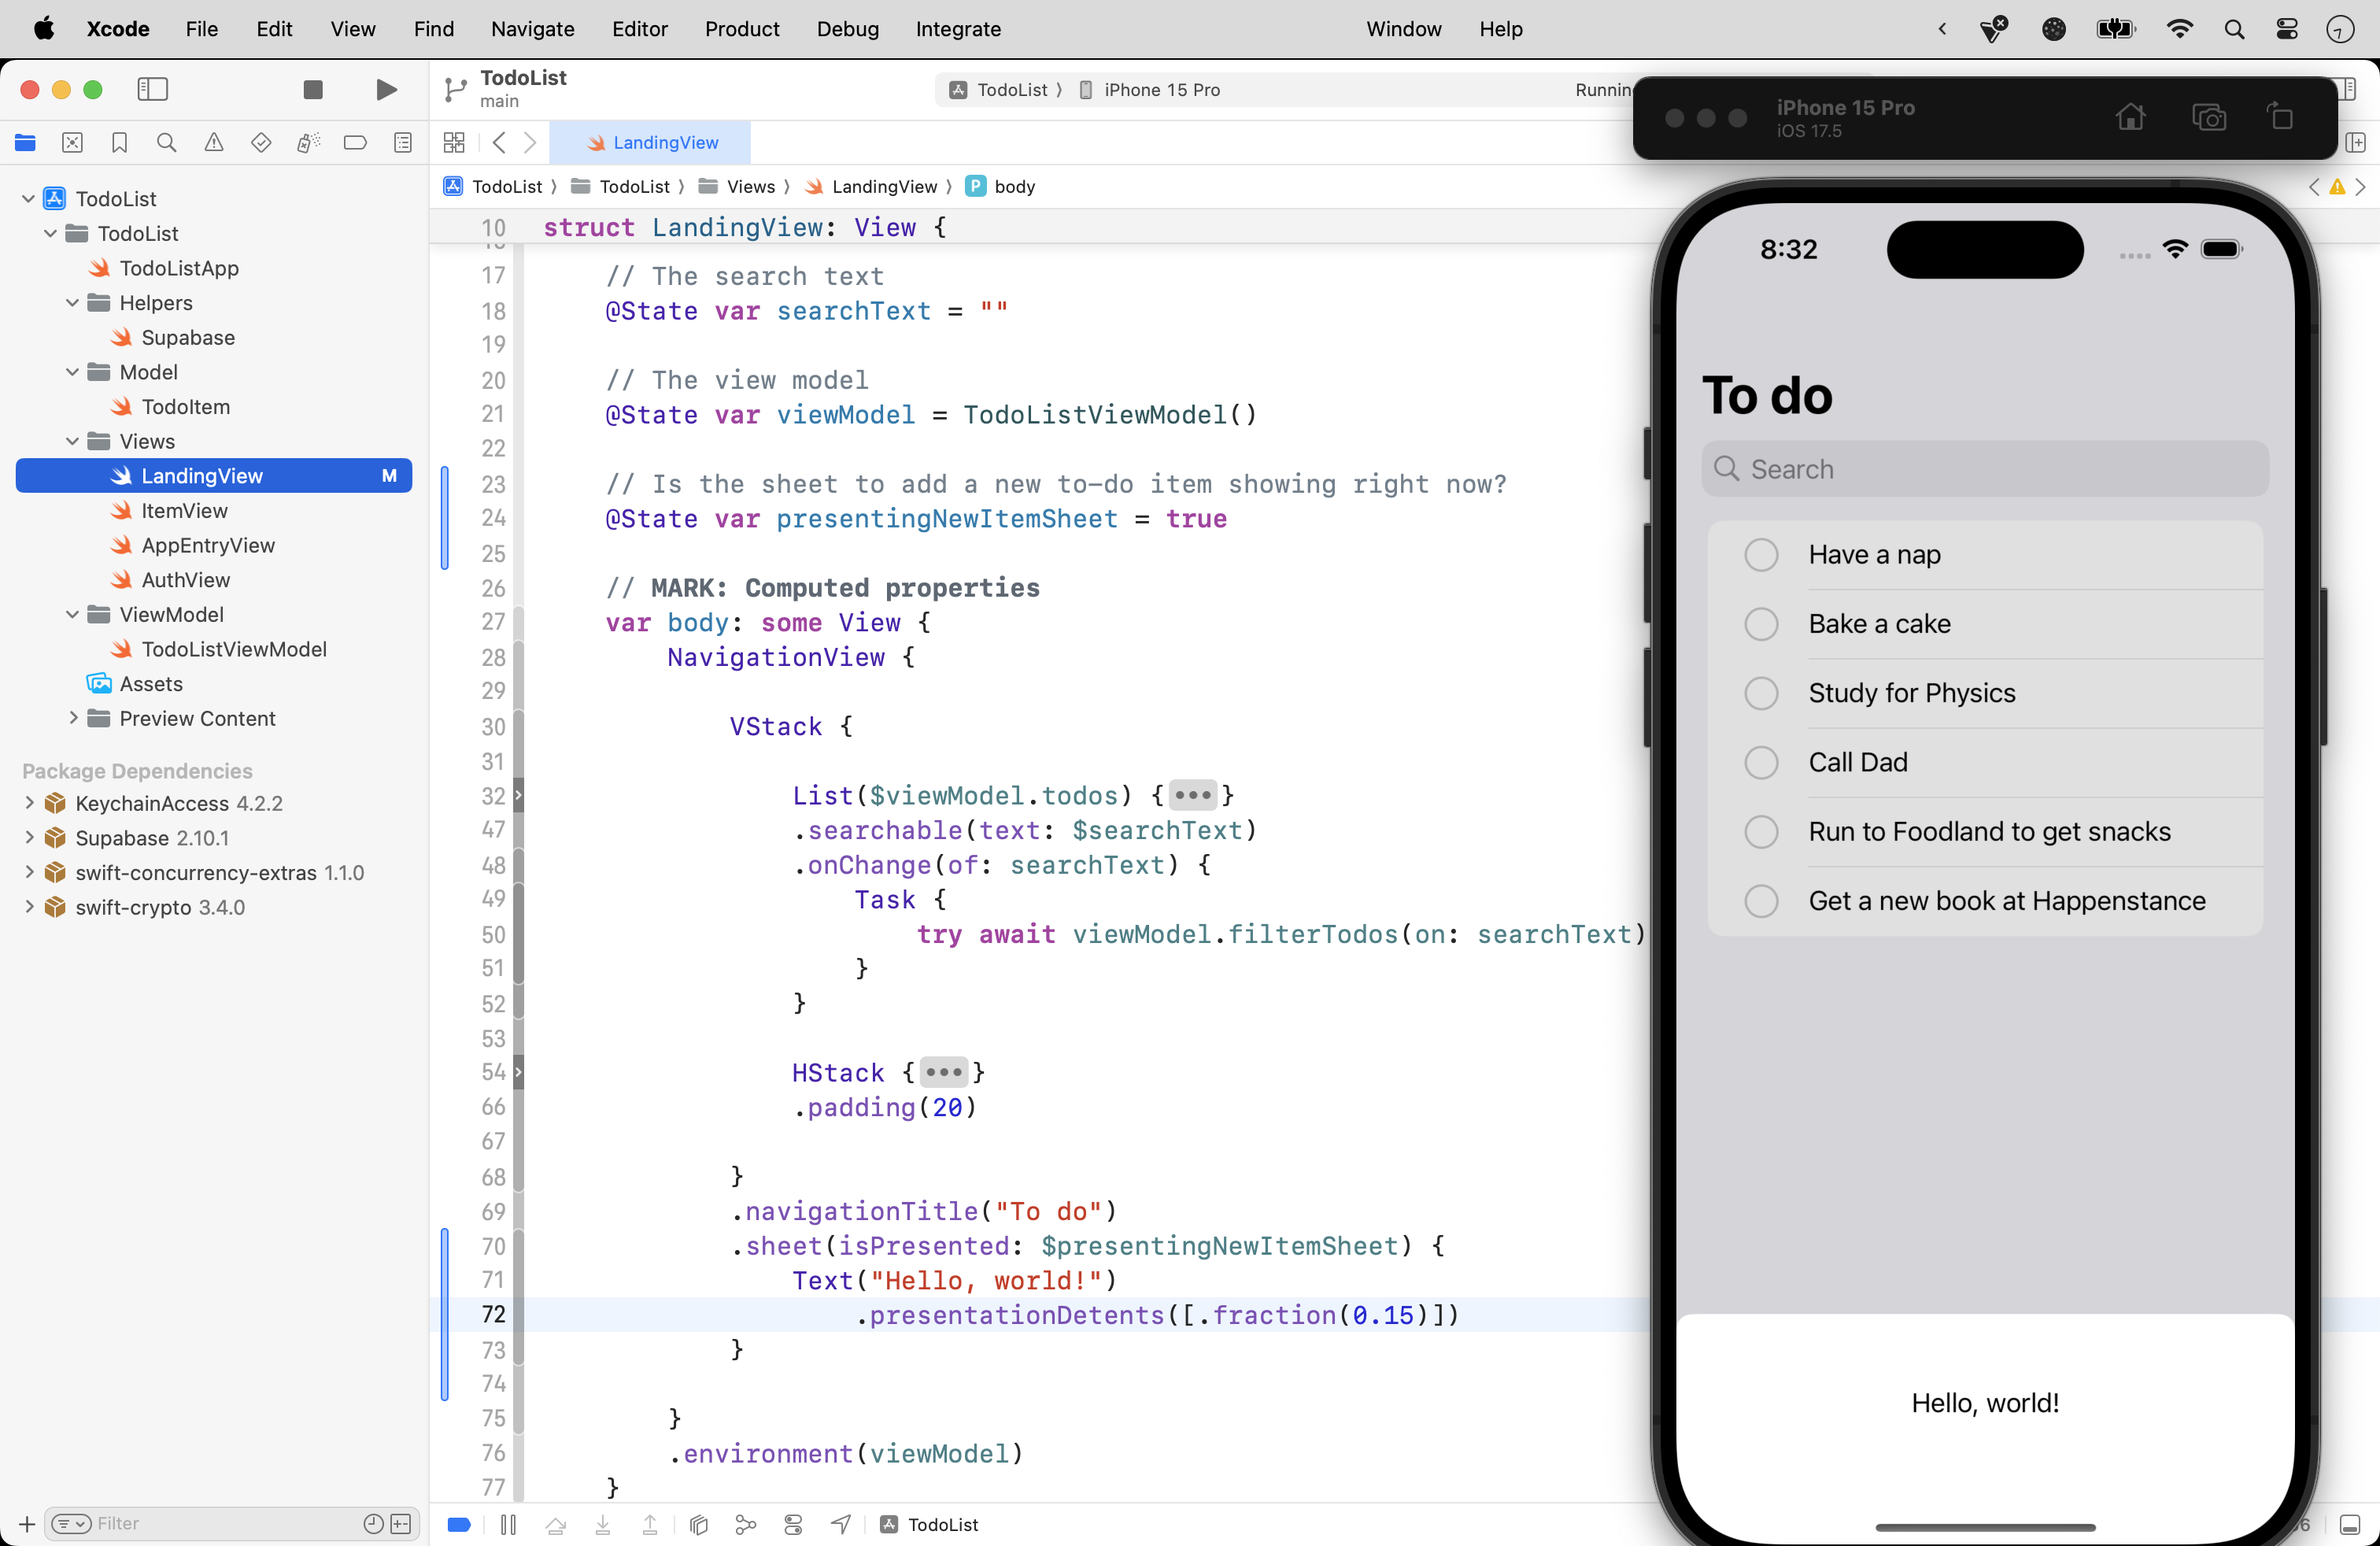 Xcode File Edit View Find Navigate Editor Product Debug Integrate Window Help
TodoList
main
TodoList ⟩ iPhone 15 Pro
iPhone 15 Pro
iOS 17.5
LandingView
TodoList ⟩ TodoList ⟩ Views ⟩ LandingView ⟩ P body
TodoList
TodoList
TodoListApp
Helpers
Supabase
Model
TodoItem
Views
LandingView M
ItemView
AppEntryView
AuthView
ViewModel
TodoListViewModel
Assets
Preview Content
Package Dependencies
KeychainAccess 4.2.2
Supabase 2.10.1
swift-concurrency-extras 1.1.0
swift-crypto 3.4.0
Filter
10 struct LandingView: View {
17 // The search text
18 @State var searchText = ""
19
20 // The view model
21 @State var viewModel = TodoListViewModel()
22
23 // Is the sheet to add a new to-do item showing right now?
24 @State var presentingNewItemSheet = true
25
26 // MARK: Computed properties
27 var body: some View {
28 NavigationView {
29
30 VStack {
31
32 List($viewModel.todos) {•••}
47 .searchable(text: $searchText)
48 .onChange(of: searchText) {
49 Task {
50 try await viewModel.filterTodos(on: searchText)
51 }
52 }
53
54 HStack {•••}
66 .padding(20)
67
68 }
69 .navigationTitle("To do")
70 .sheet(isPresented: $presentingNewItemSheet) {
71 Text("Hello, world!")
72 .presentationDetents([.fraction(0.15)])
73 }
74
75 }
76 .environment(viewModel)
77 }
TodoList
8:32
To do
Search
Have a nap
Bake a cake
Study for Physics
Call Dad
Run to Foodland to get snacks
Get a new book at Happenstance
Hello, world!